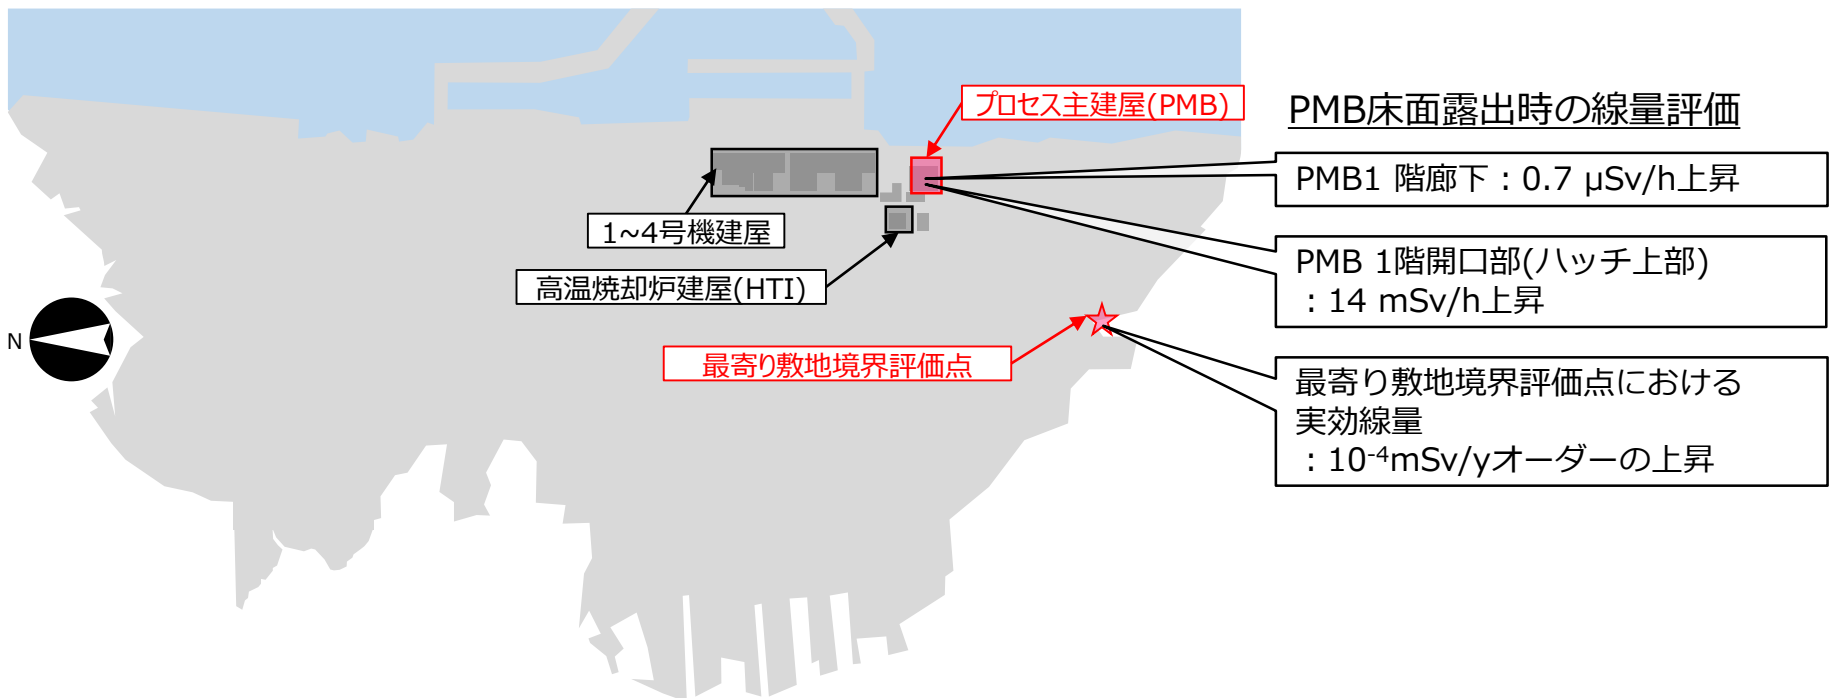 プロセス主建屋(PMB)
PMB床面露出時の線量評価
PMB1 階廊下：0.7 μSv/h上昇
1~4号機建屋
PMB 1階開口部(ハッチ上部)
：14 mSv/h上昇
高温焼却炉建屋(HTI)
N
最寄り敷地境界評価点
最寄り敷地境界評価点における
実効線量
：10⁻⁴mSv/yオーダーの上昇